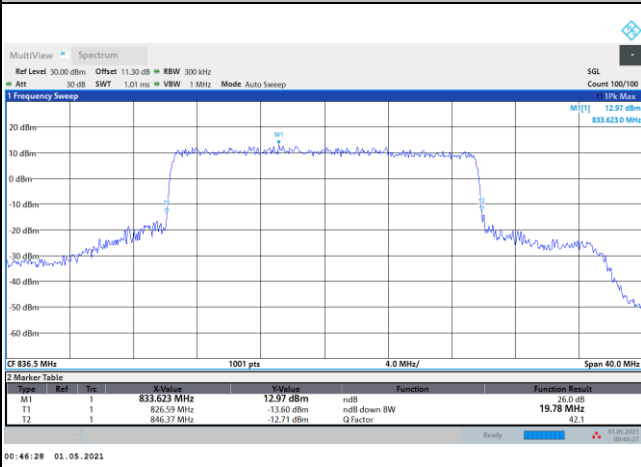 MultiView Spectrum
Ref Level 30.00 dBm Offset 11.30 dB RBW 300 kHz SGL
Att 30 dB SWT 1.01 ms VBW 1 MHz Mode Auto Sweep Count 100/100
1 Frequency Sweep 1Pk Max
M1[1] 12.97 dBm
833.623 0 MHz
20 dBm
M1
10 dBm
0 dBm
-10 dBm
T1 T2
-20 dBm
-30 dBm
-40 dBm
-50 dBm
-60 dBm
CF 836.5 MHz 1001 pts 4.0 MHz/ Span 40.0 MHz
2 Marker Table
Type Ref Trc X-Value Y-Value Function Function Result
M1 1 833.623 MHz 12.97 dBm ndB 26.0 dB
T1 1 826.59 MHz -13.60 dBm ndB down BW 19.78 MHz
T2 1 846.37 MHz -12.71 dBm Q Factor 42.1
Ready 01.05.2021
00:46:27
00:46:28 01.05.2021